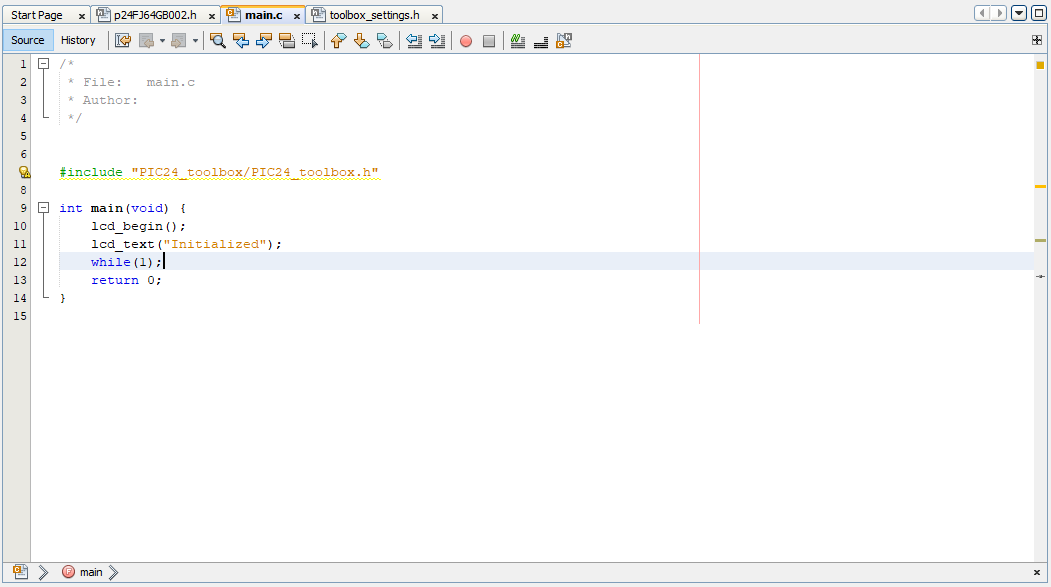 Start Page x p24FJ64GB002.h x main.c x toolbox_settings.h x
Source History
1 /*
2 * File:   main.c
3 * Author:
4 */
5
6
#include "PIC24_toolbox/PIC24_toolbox.h"
8
9 int main(void) {
10 lcd_begin();
11 lcd_text("Initialized");
12 while(1);
13 return 0;
14 }
15
main x